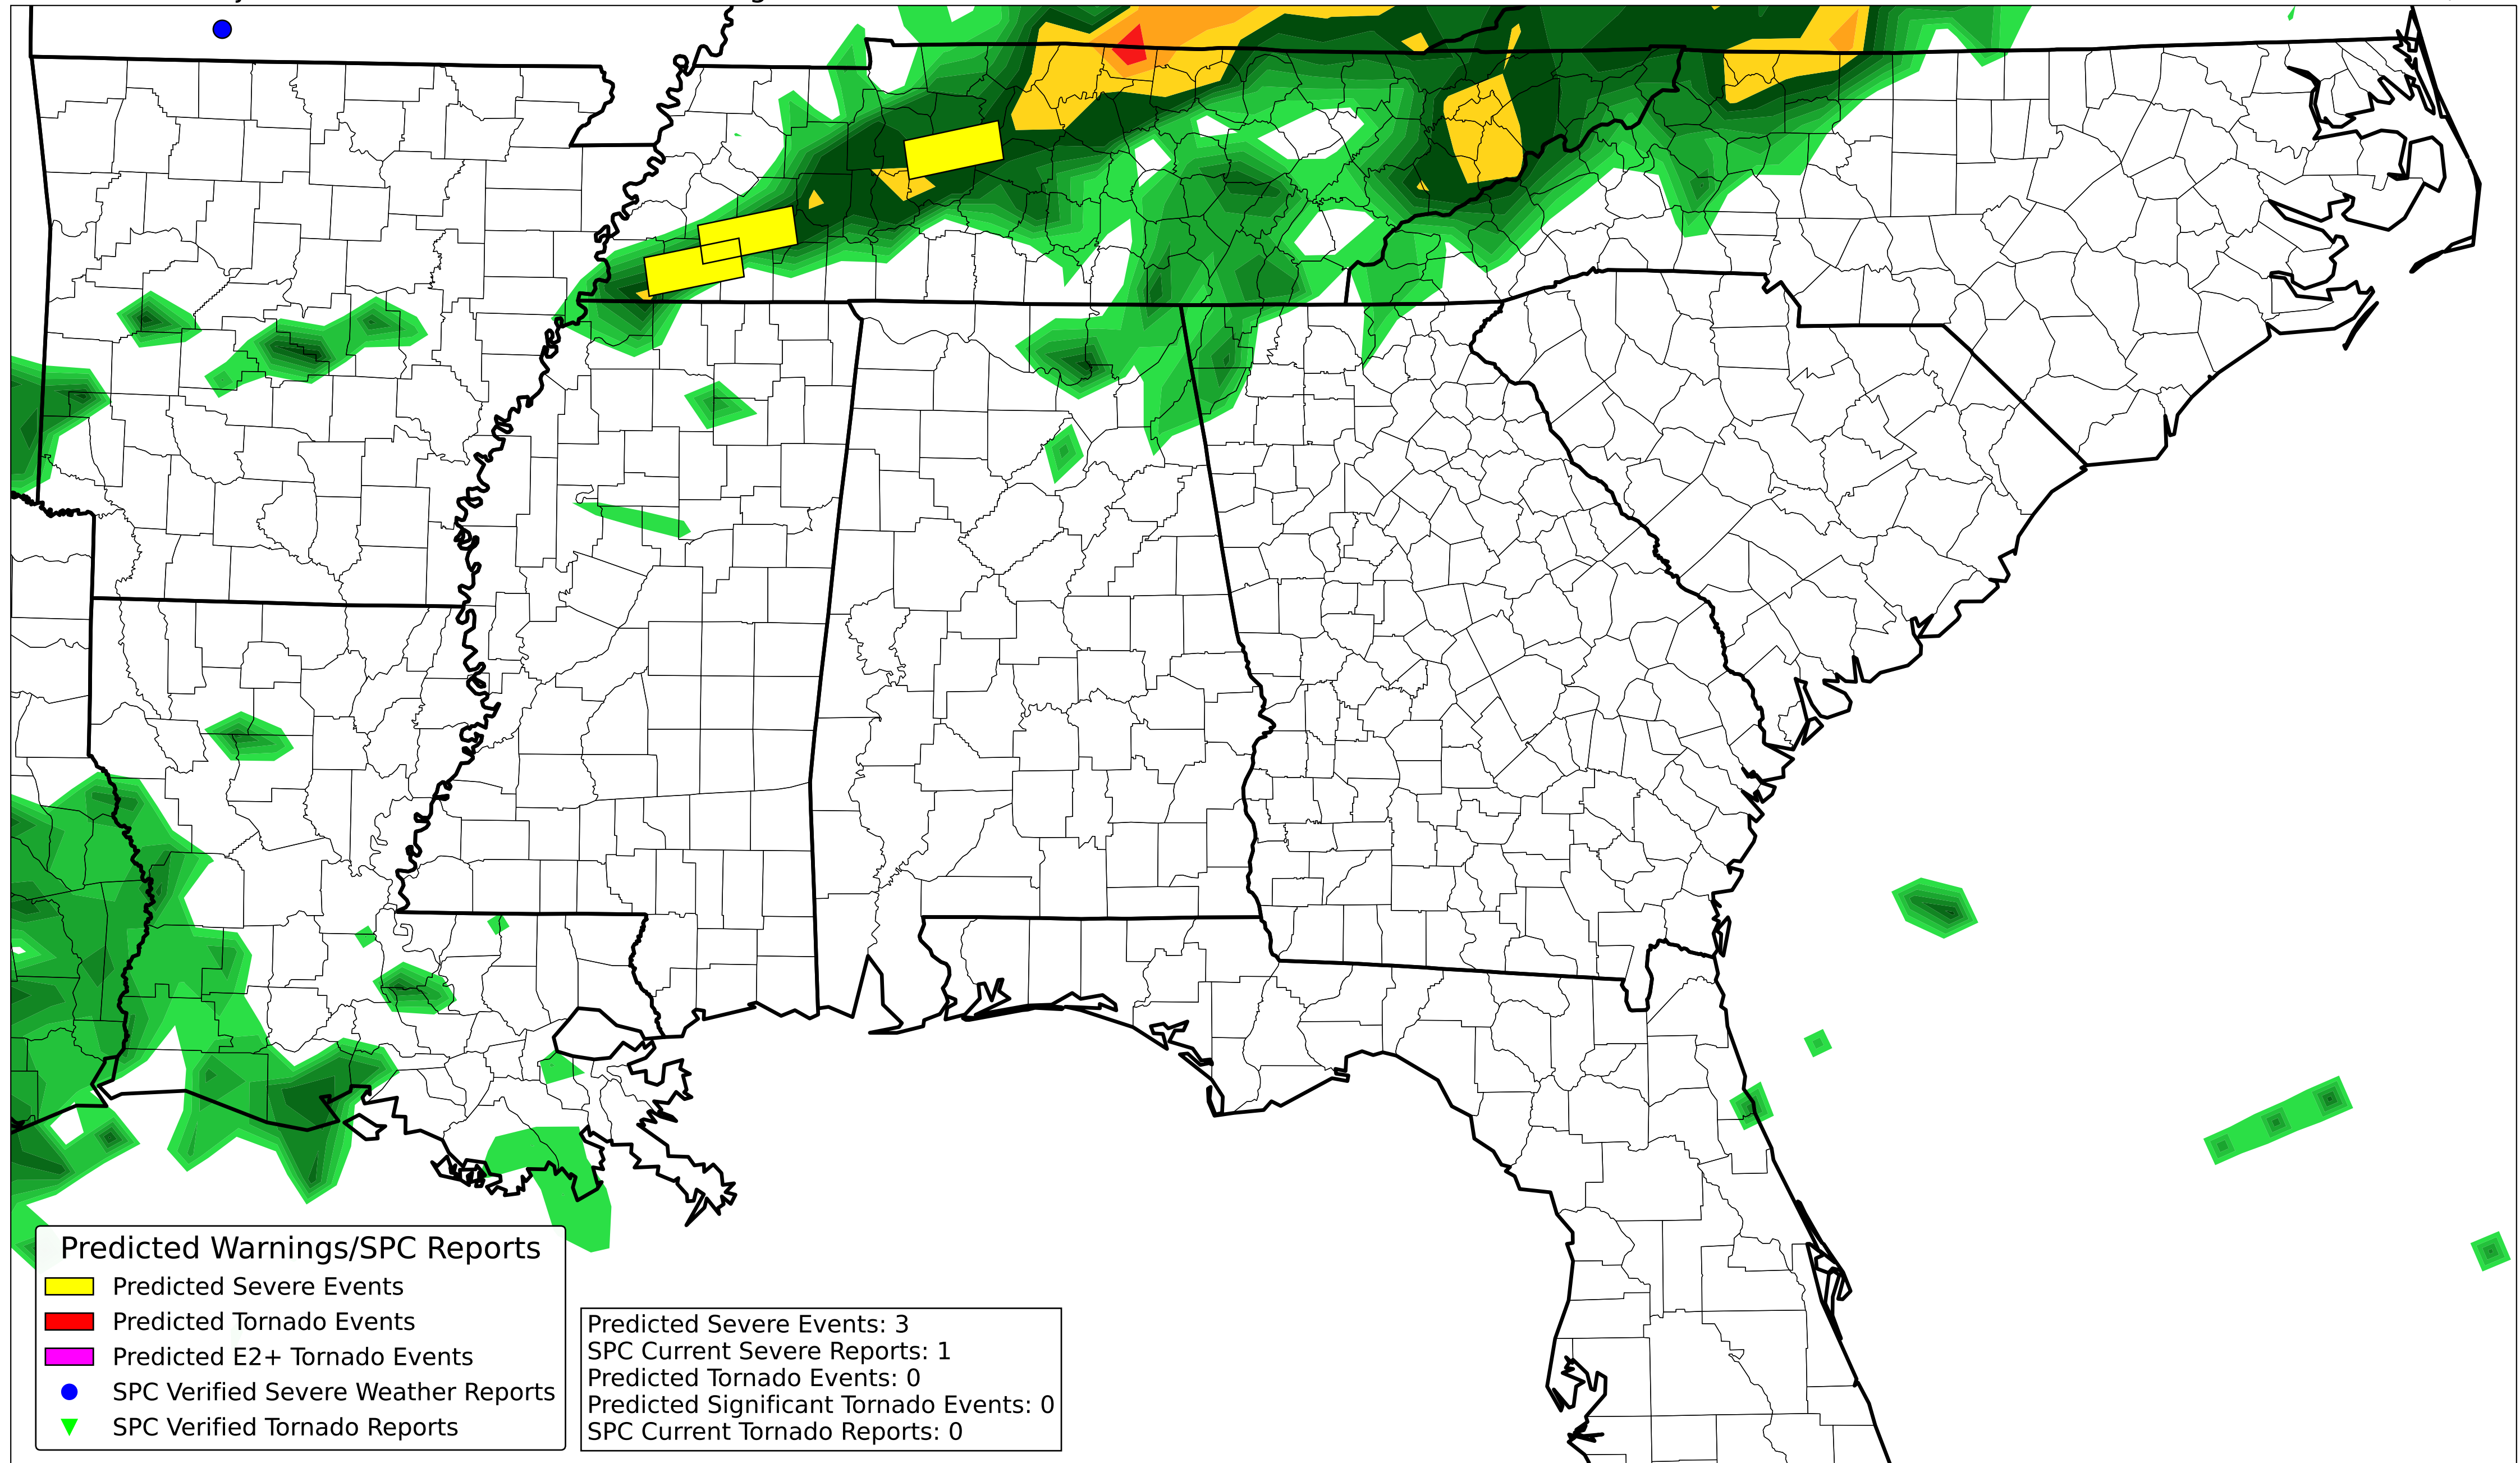 Predicted Warnings/SPC Reports
Predicted Severe Events
Predicted Tornado Events
Predicted E2+ Tornado Events
SPC Verified Severe Weather Reports
SPC Verified Tornado Reports
Predicted Severe Events: 3
SPC Current Severe Reports: 1
Predicted Tornado Events: 0
Predicted Significant Tornado Events: 0
SPC Current Tornado Reports: 0